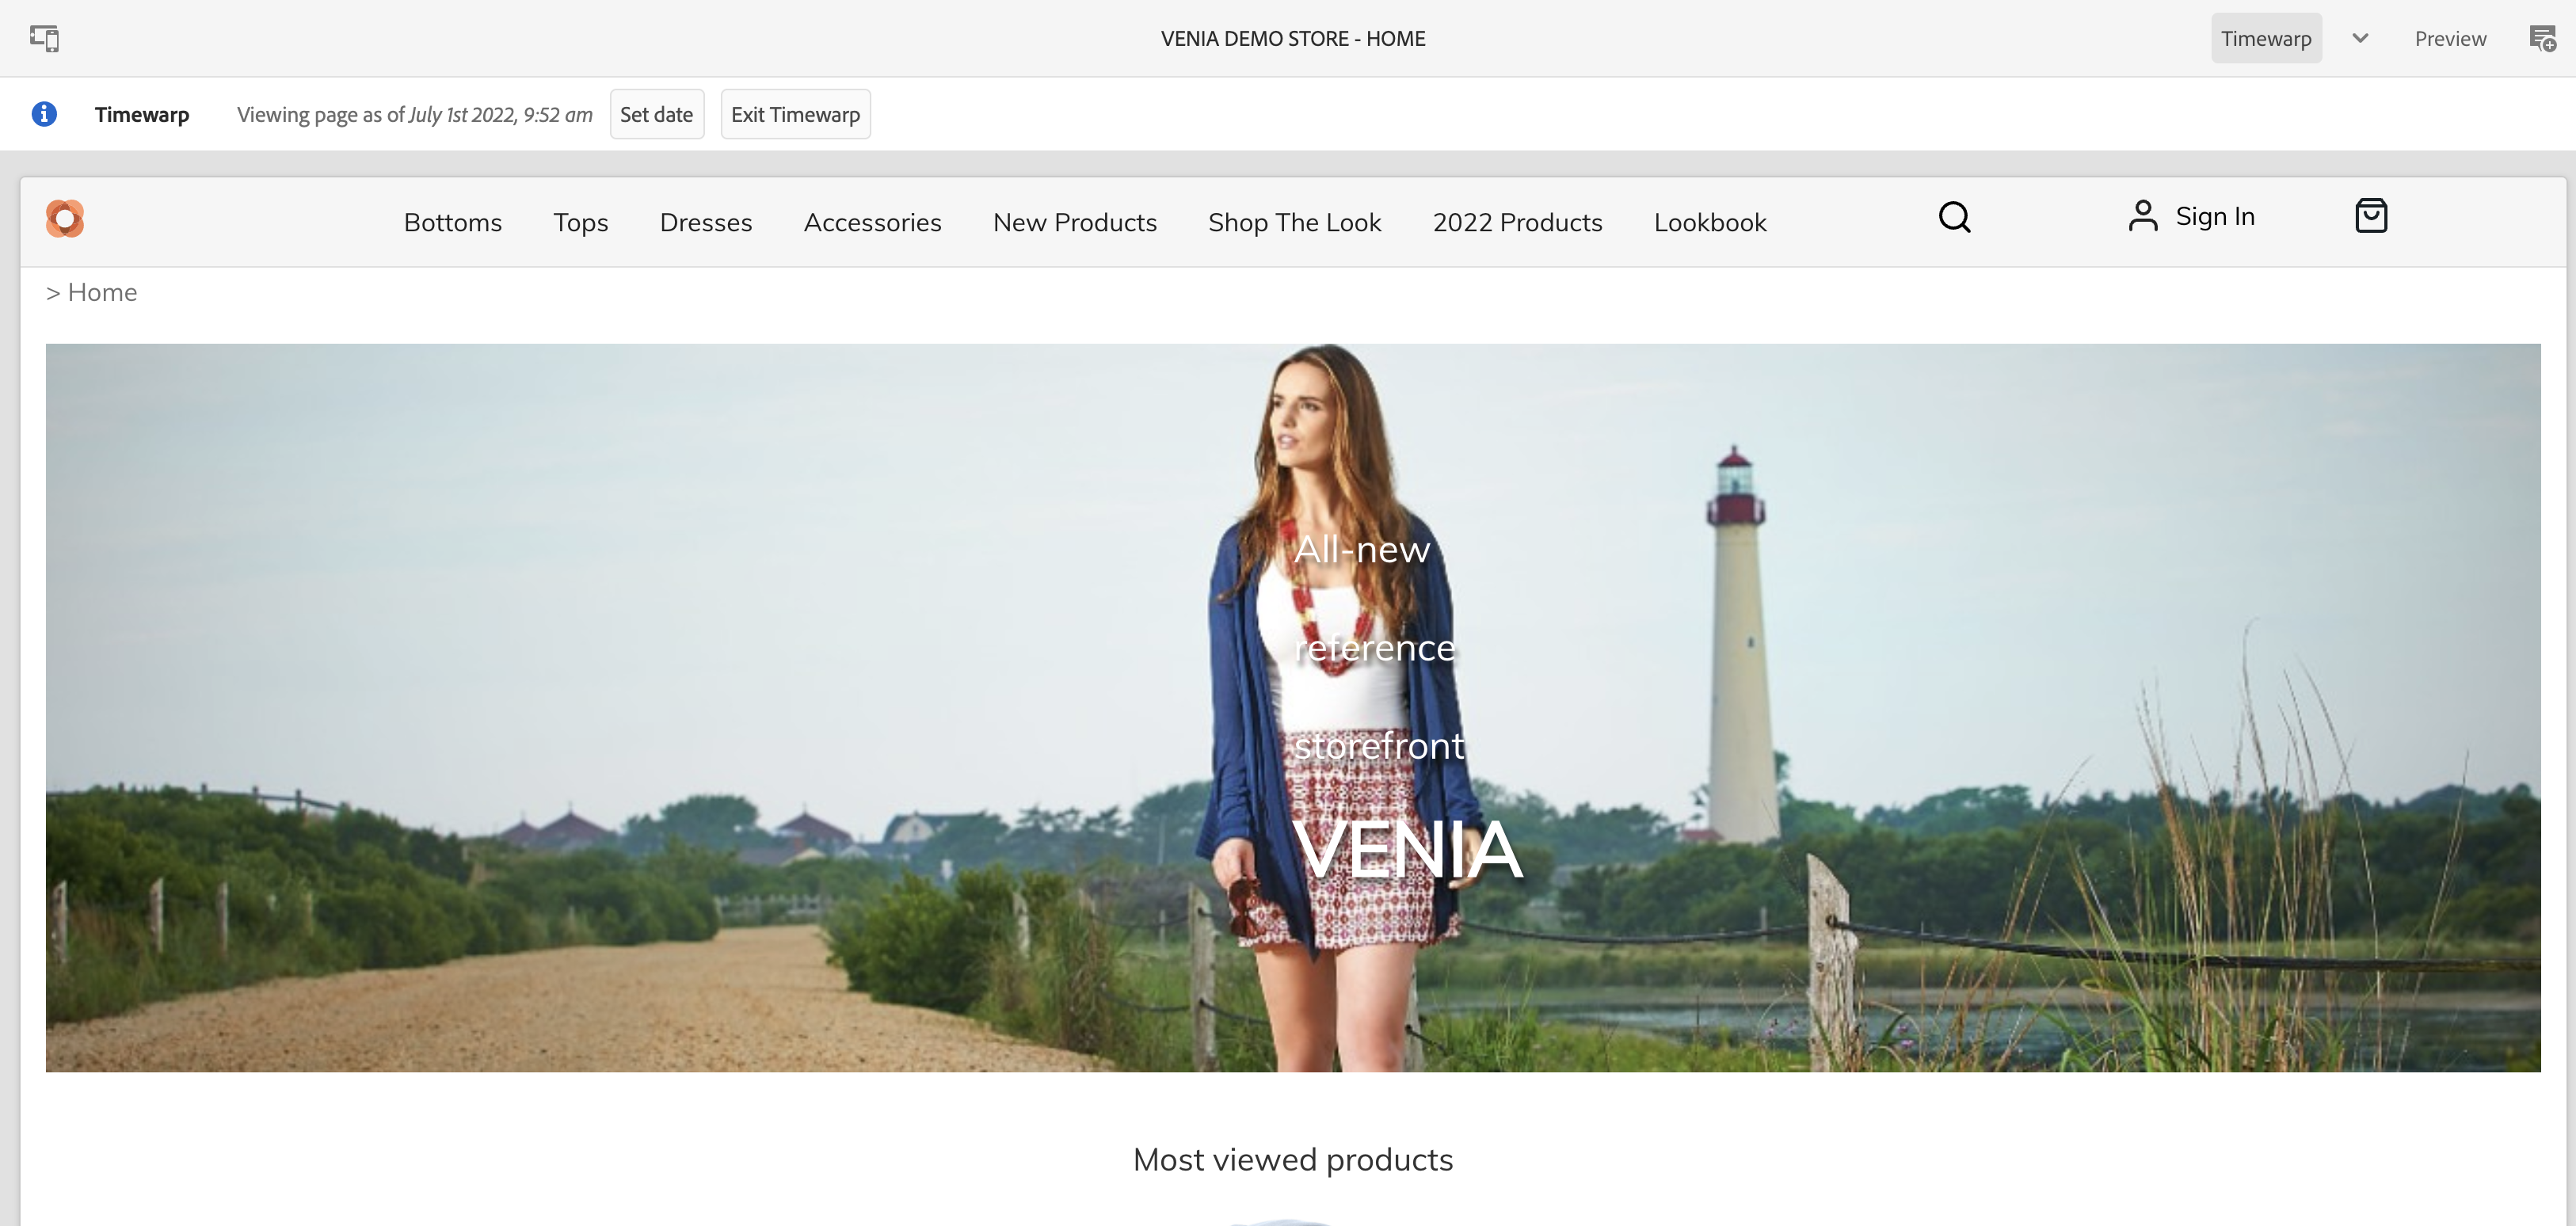 VENIA DEMO STORE - HOME
Timewarp
Preview
Timewarp
Viewing page as of July 1st 2022, 9:52 am
Set date
Exit Timewarp
Bottoms
Tops
Dresses
Accessories
New Products
Shop The Look
2022 Products
Lookbook
Sign In
> Home
All-new
reference
storefront
VENIA
Most viewed products